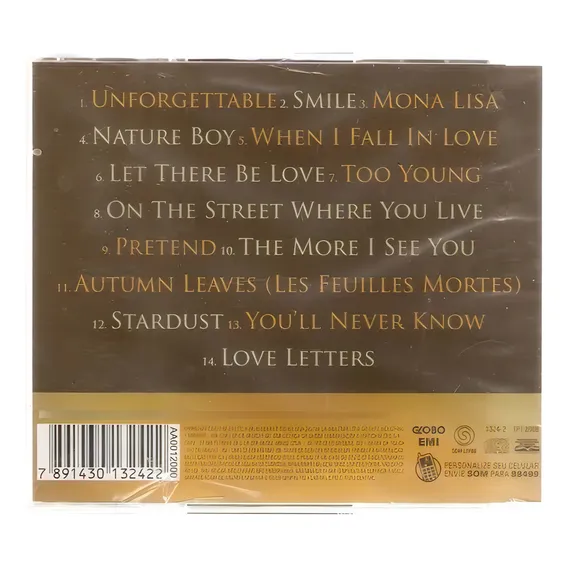 1. UNFORGETTABLE 2. SMILE 3. MONA LISA
4. NATURE BOY 5. WHEN I FALL IN LOVE
6. LET THERE BE LOVE 7. TOO YOUNG
8. ON THE STREET WHERE YOU LIVE
9. PRETEND 10. THE MORE I SEE YOU
11. AUTUMN LEAVES (LES FEUILLES MORTES)
12. STARDUST 13. YOU'LL NEVER KNOW
14. LOVE LETTERS
AA0012000
7 891430 132422
GLOBO
EMI
SOM LIVRE
PERSONALIZE SEU CELULAR
ENVIE SOM PARA 88499